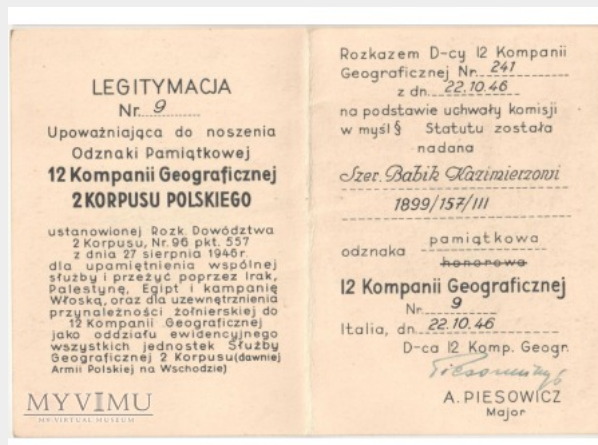 LEGITYMACJA
Nr. 9
Upoważniająca do noszenia
Odznaki Pamiątkowej
12 Kompanii Geograficznej
2 KORPUSU POLSKIEGO
ustanowionej Rozk. Dowództwa
2 Korpusu, Nr. 96 pkt. 557
z dnia 27 sierpnia 1946r.
dla upamiętnienia wspólnej
służby i przeżyć poprzez Irak,
Palestynę, Egipt i kampanię
Włoską, oraz dla uzewnętrznienia
przynależności żołnierskiej do
12 Kompanii Geograficznej
jako oddziału ewidencyjnego
wszystkich jednostek Służby
Geograficznej 2 Korpusu (dawniej
Armii Polskiej na Wschodzie)
Rozkazem D-cy 12 Kompanii
Geograficznej Nr. 241
z dn. 22.10.46
na podstawie uchwały komisji
w myśl § Statutu została
nadana
Szer. Babik Kazimierzowi
1899/157/III
pamiątkowa
odznaka honorowa
12 Kompanii Geograficznej
Nr. 9
Italia, dn. 22.10.46
D-ca 12 Komp. Geogr.
Piesowicz
A. PIESOWICZ
Major
MYVIMU
MY VIRTUAL MUSEUM